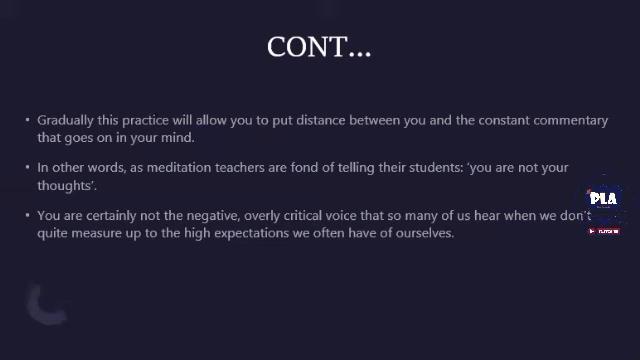 CONT...
• Gradually this practice will allow you to put distance between you and the constant commentary
that goes on in your mind.
• In other words, as meditation teachers are fond of telling their students: ‘you are not your
thoughts’.
• You are certainly not the negative, overly critical voice that so many of us hear when we don’t
quite measure up to the high expectations we often have of ourselves.
PLA